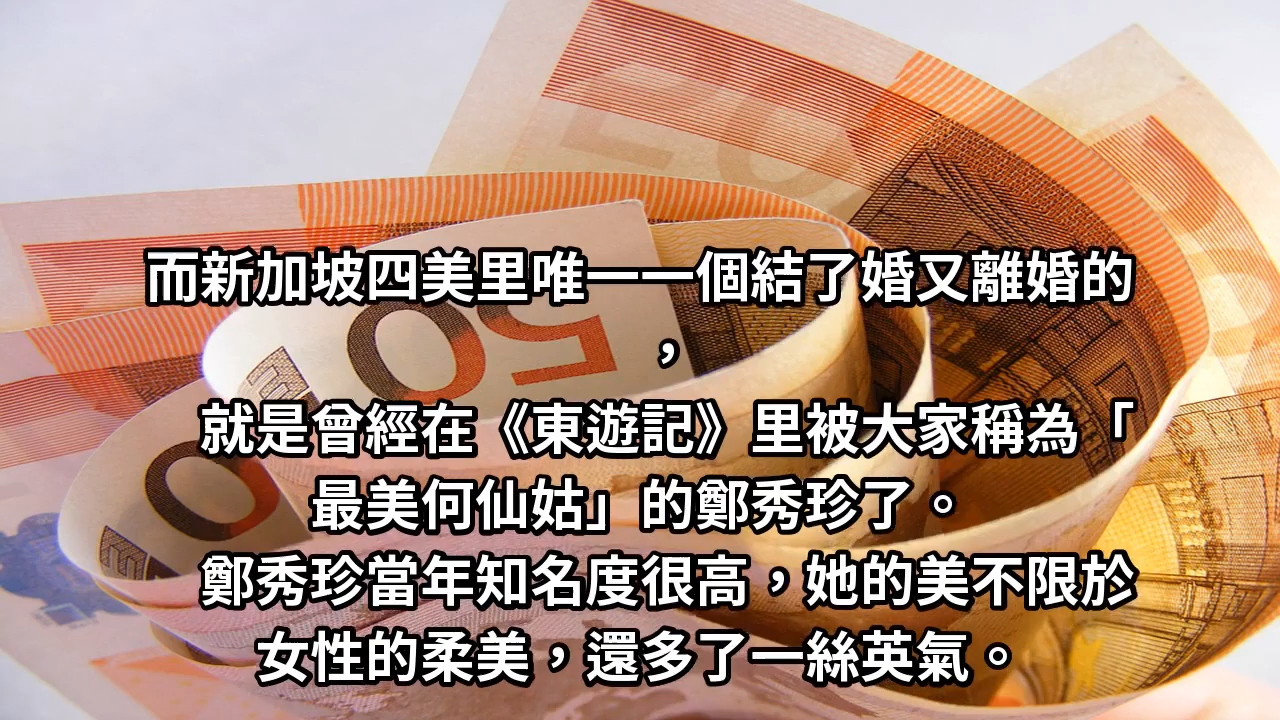 而新加坡四美里唯一一個結了婚又離婚的
，
就是曾經在《東遊記》里被大家稱為「
最美何仙姑」的鄭秀珍了。
鄭秀珍當年知名度很高，她的美不限於
女性的柔美，還多了一絲英氣。
50
50